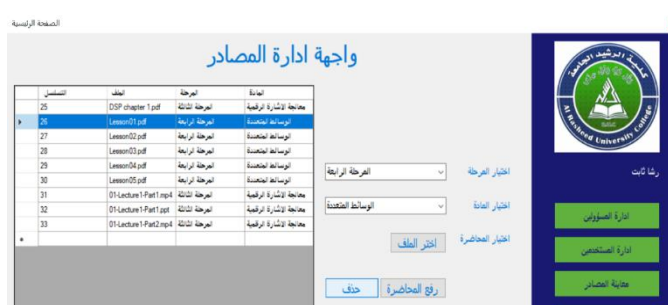 الصفحة الرئيسية
واجهة ادارة المصادر
التسلسل الملف المرحلة المادة
25 DSP chapter 1.pdf المرحلة الثالثة معالجة الاشارة الرقمية
26 Lesson01.pdf المرحلة الرابعة الوسائط المتعددة
27 Lesson02.pdf المرحلة الرابعة الوسائط المتعددة
28 Lesson03.pdf المرحلة الرابعة الوسائط المتعددة
29 Lesson04.pdf المرحلة الرابعة الوسائط المتعددة
30 Lesson05.pdf المرحلة الرابعة الوسائط المتعددة
31 01-Lecture1-Part1.mp4 المرحلة الثالثة معالجة الاشارة الرقمية
32 01-Lecture1-Part1.ppt المرحلة الثالثة معالجة الاشارة الرقمية
33 01-Lecture1-Part2.mp4 المرحلة الثالثة معالجة الاشارة الرقمية
اختيار المرحلة المرحلة الرابعة
اختيار المادة الوسائط المتعددة
اختيار المحاضرة اختر الملف
رفع المحاضرة حذف
كلية الرشيد الجامعة
Al Rasheed University College
رشا ثابت
ادارة المسؤولين
ادارة المستخدمين
معاينة المصادر